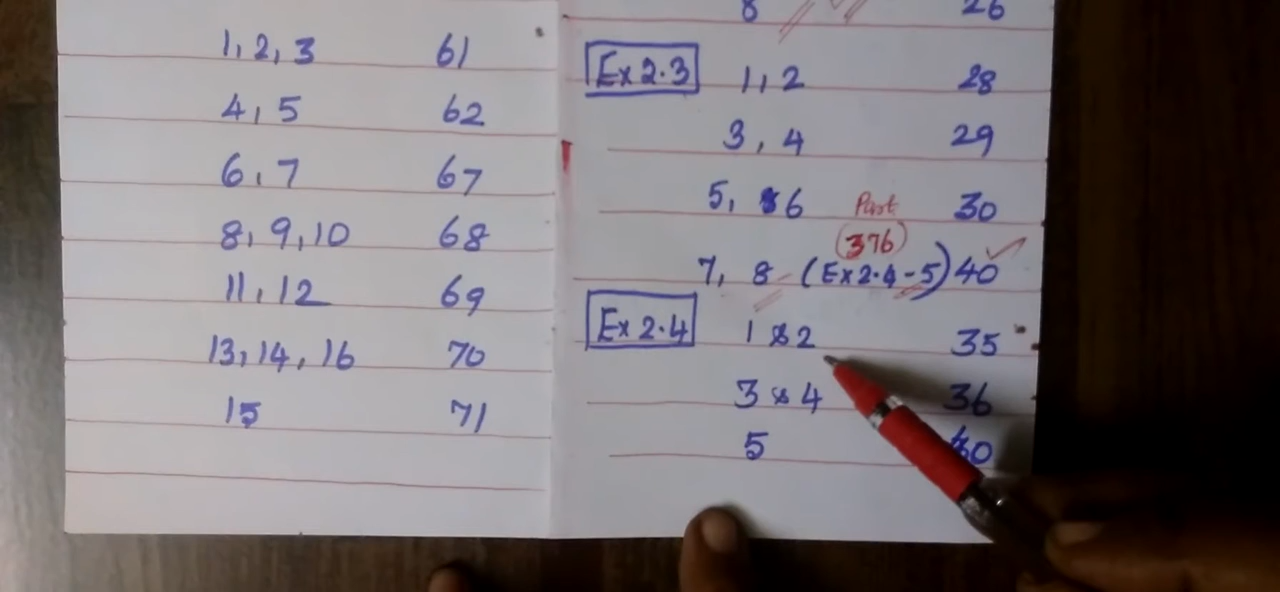 1, 2, 3 61
4, 5 62
6, 7 67
8, 9, 10 68
11, 12 69
13, 14, 16 70
15 71
8 26
Ex 2.3 1, 2 28
3, 4 29
5, 6 30
Part
376
7, 8 (Ex 2.4-5) 40
Ex 2.4 1 & 2 35
3 & 4 36
5